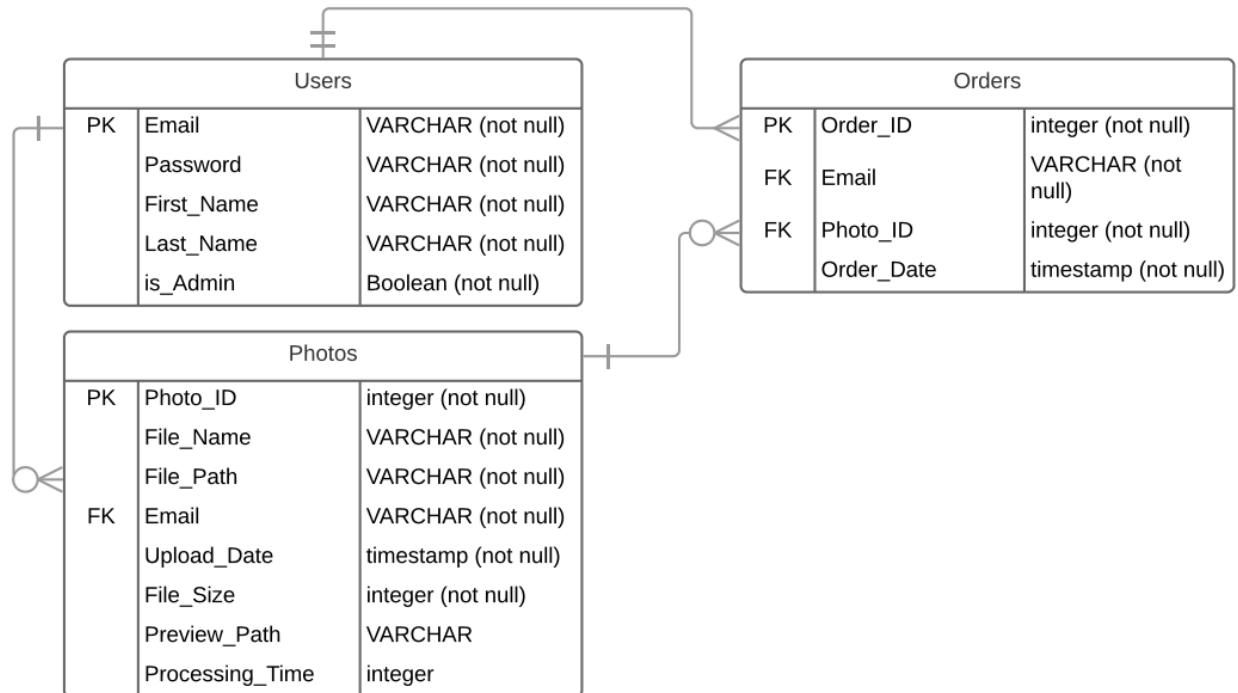 Users
PK Email VARCHAR (not null)
Password VARCHAR (not null)
First_Name VARCHAR (not null)
Last_Name VARCHAR (not null)
is_Admin Boolean (not null)
Orders
PK Order_ID integer (not null)
FK Email VARCHAR (not
null)
FK Photo_ID integer (not null)
Order_Date timestamp (not null)
Photos
PK Photo_ID integer (not null)
File_Name VARCHAR (not null)
File_Path VARCHAR (not null)
FK Email VARCHAR (not null)
Upload_Date timestamp (not null)
File_Size integer (not null)
Preview_Path VARCHAR
Processing_Time integer